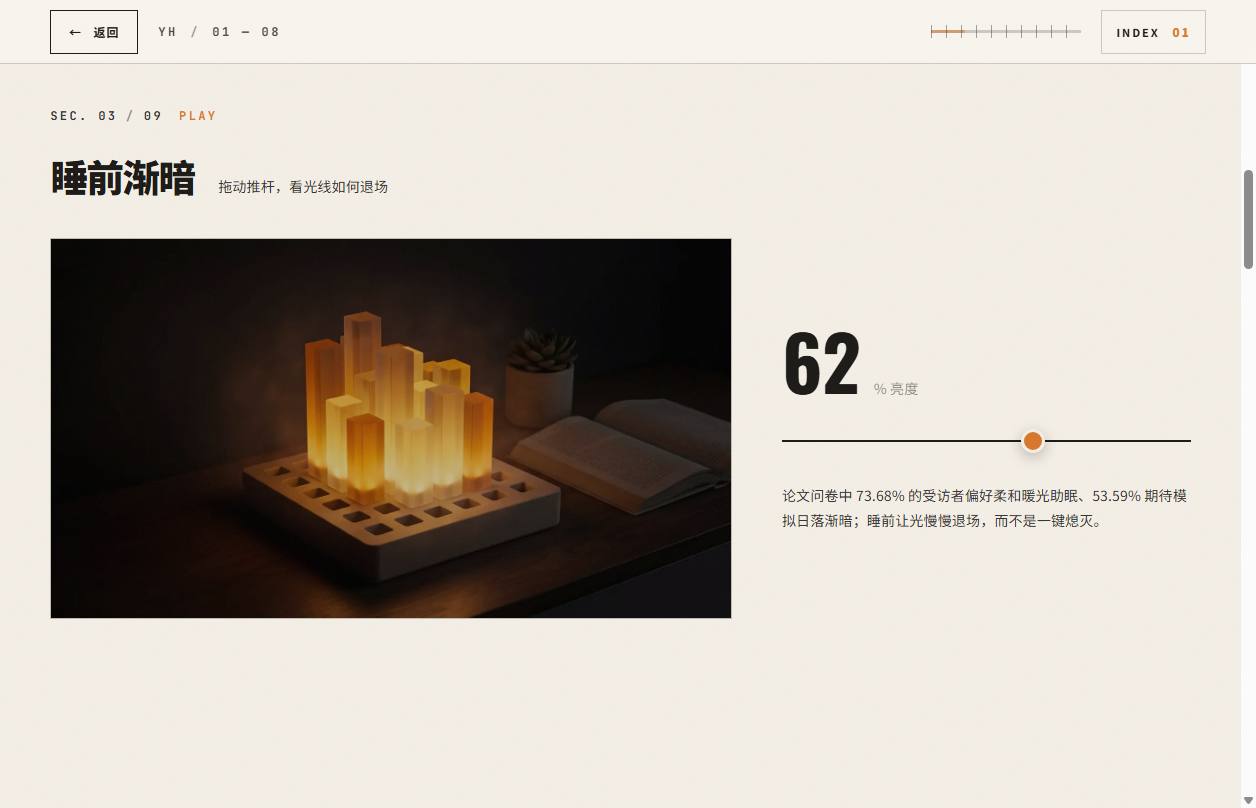 ← 返回
YH / 01 — 08
INDEX 01
SEC. 03 / 09 PLAY
睡前渐暗
拖动推杆，看光线如何退场
62 % 亮度
论文问卷中 73.68% 的受访者偏好柔和暖光助眠、53.59% 期待模
拟日落渐暗；睡前让光慢慢退场，而不是一键熄灭。